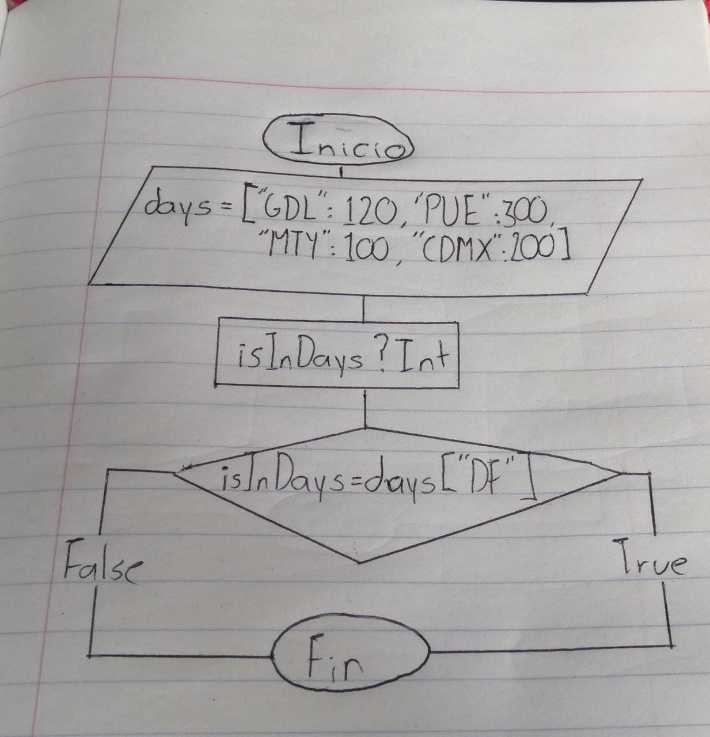 Inicio
days = ["GDL": 120, "PUE": 300,
"MTY": 100, "CDMX": 200]
isInDays ? Int
isInDays = days["DF"]
False
True
Fin